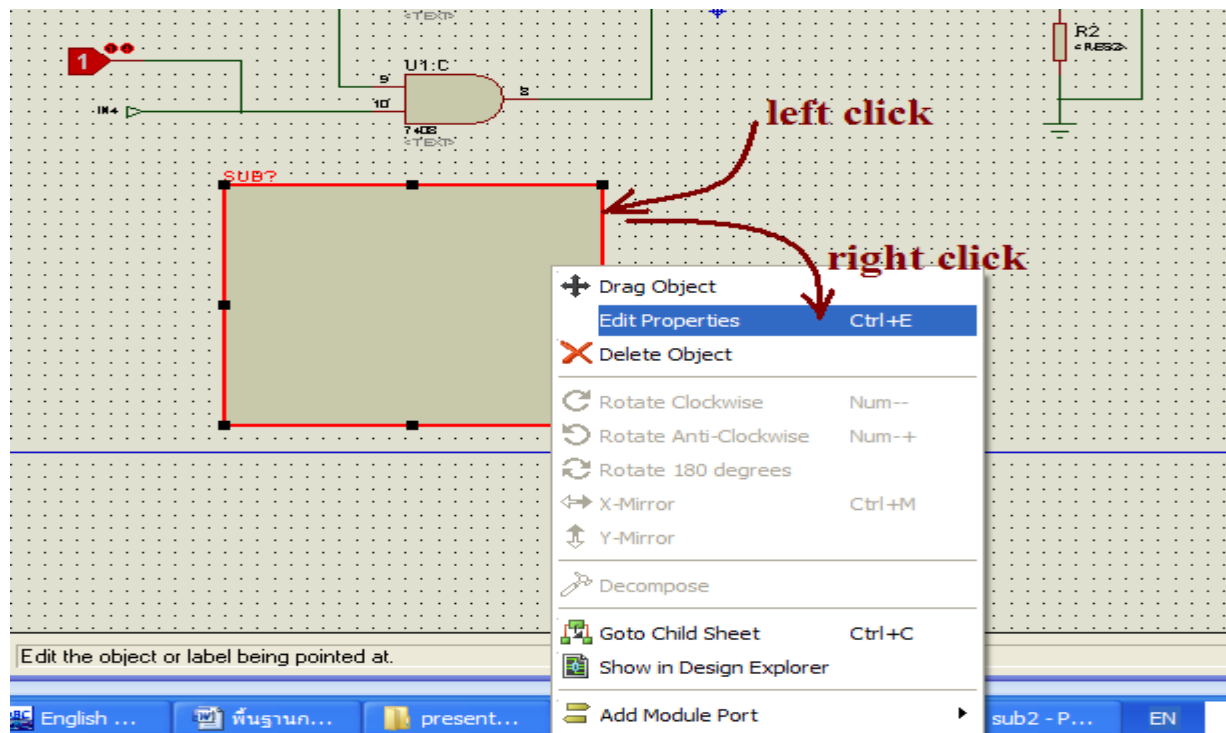 <TEXT>
R2
<RES2>
1
U1:C
9
8
10
IN4
left click
7408
<TEXT>
SUB?
right click
Drag Object
Edit Properties Ctrl+E
Delete Object
Rotate Clockwise Num--
Rotate Anti-Clockwise Num-+
Rotate 180 degrees
X-Mirror Ctrl+M
Y-Mirror
Decompose
Goto Child Sheet Ctrl+C
Edit the object or label being pointed at.
Show in Design Explorer
Add Module Port
English ...
พื้นฐานก...
present...
sub2 - P...
EN